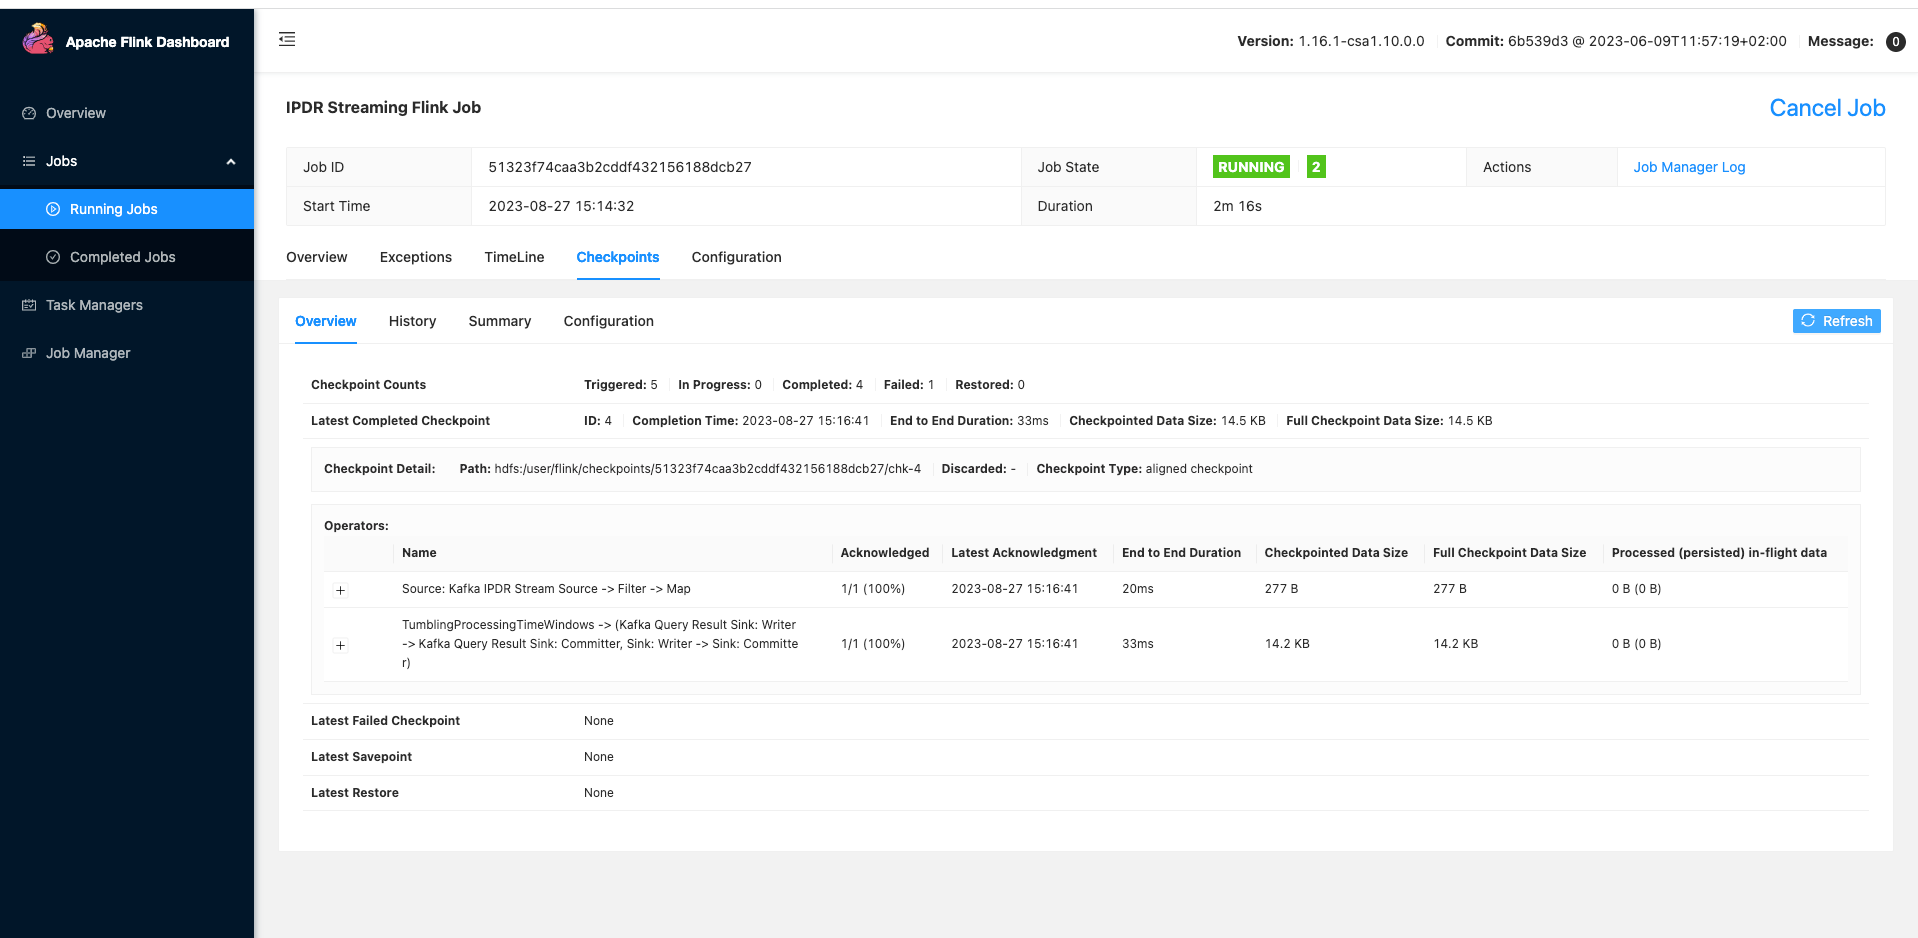 Apache Flink Dashboard
Version: 1.16.1-csa1.10.0.0 Commit: 6b539d3 @ 2023-06-09T11:57:19+02:00 Message: 0
Overview
Jobs
Running Jobs
Completed Jobs
Task Managers
Job Manager
IPDR Streaming Flink Job
Cancel Job
Job ID 51323f74caa3b2cddf432156188dcb27 Job State RUNNING 2 Actions Job Manager Log
Start Time 2023-08-27 15:14:32 Duration 2m 16s
Overview Exceptions TimeLine Checkpoints Configuration
Overview History Summary Configuration Refresh
Checkpoint Counts Triggered: 5 In Progress: 0 Completed: 4 Failed: 1 Restored: 0
Latest Completed Checkpoint ID: 4 Completion Time: 2023-08-27 15:16:41 End to End Duration: 33ms Checkpointed Data Size: 14.5 KB Full Checkpoint Data Size: 14.5 KB
Checkpoint Detail: Path: hdfs:/user/flink/checkpoints/51323f74caa3b2cddf432156188dcb27/chk-4 Discarded: - Checkpoint Type: aligned checkpoint
Operators:
Name Acknowledged Latest Acknowledgment End to End Duration Checkpointed Data Size Full Checkpoint Data Size Processed (persisted) in-flight data
Source: Kafka IPDR Stream Source -> Filter -> Map 1/1 (100%) 2023-08-27 15:16:41 20ms 277 B 277 B 0 B (0 B)
TumblingProcessingTimeWindows -> (Kafka Query Result Sink: Writer
-> Kafka Query Result Sink: Committer, Sink: Writer -> Sink: Committe 1/1 (100%) 2023-08-27 15:16:41 33ms 14.2 KB 14.2 KB 0 B (0 B)
r)
Latest Failed Checkpoint None
Latest Savepoint None
Latest Restore None